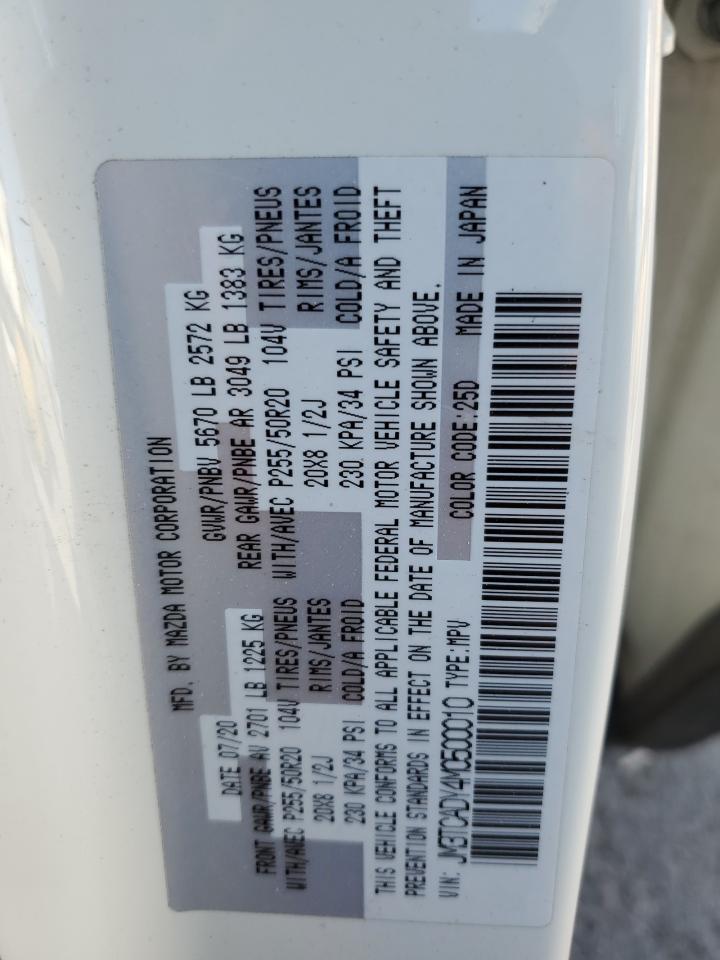 MFD. BY MAZDA MOTOR CORPORATION
DATE 07/20 GVWR/PNBV 5670 LB 2572 KG
FRONT GAWR/PNBE AV 2701 LB 1225 KG REAR GAWR/PNBE AR 3049 LB 1383 KG
WITH/AVEC P255/50R20 104V TIRES/PNEUS WITH/AVEC P255/50R20 104V TIRES/PNEUS
20X8 1/2J RIMS/JANTES 20X8 1/2J RIMS/JANTES
230 KPA/34 PSI COLD/A FROID 230 KPA/34 PSI COLD/A FROID
THIS VEHICLE CONFORMS TO ALL APPLICABLE FEDERAL MOTOR VEHICLE SAFETY AND THEFT
PREVENTION STANDARDS IN EFFECT ON THE DATE OF MANUFACTURE SHOWN ABOVE.
COLOR CODE:25D MADE IN JAPAN
VIN: JM3TCADY4M0500010 TYPE:MPV